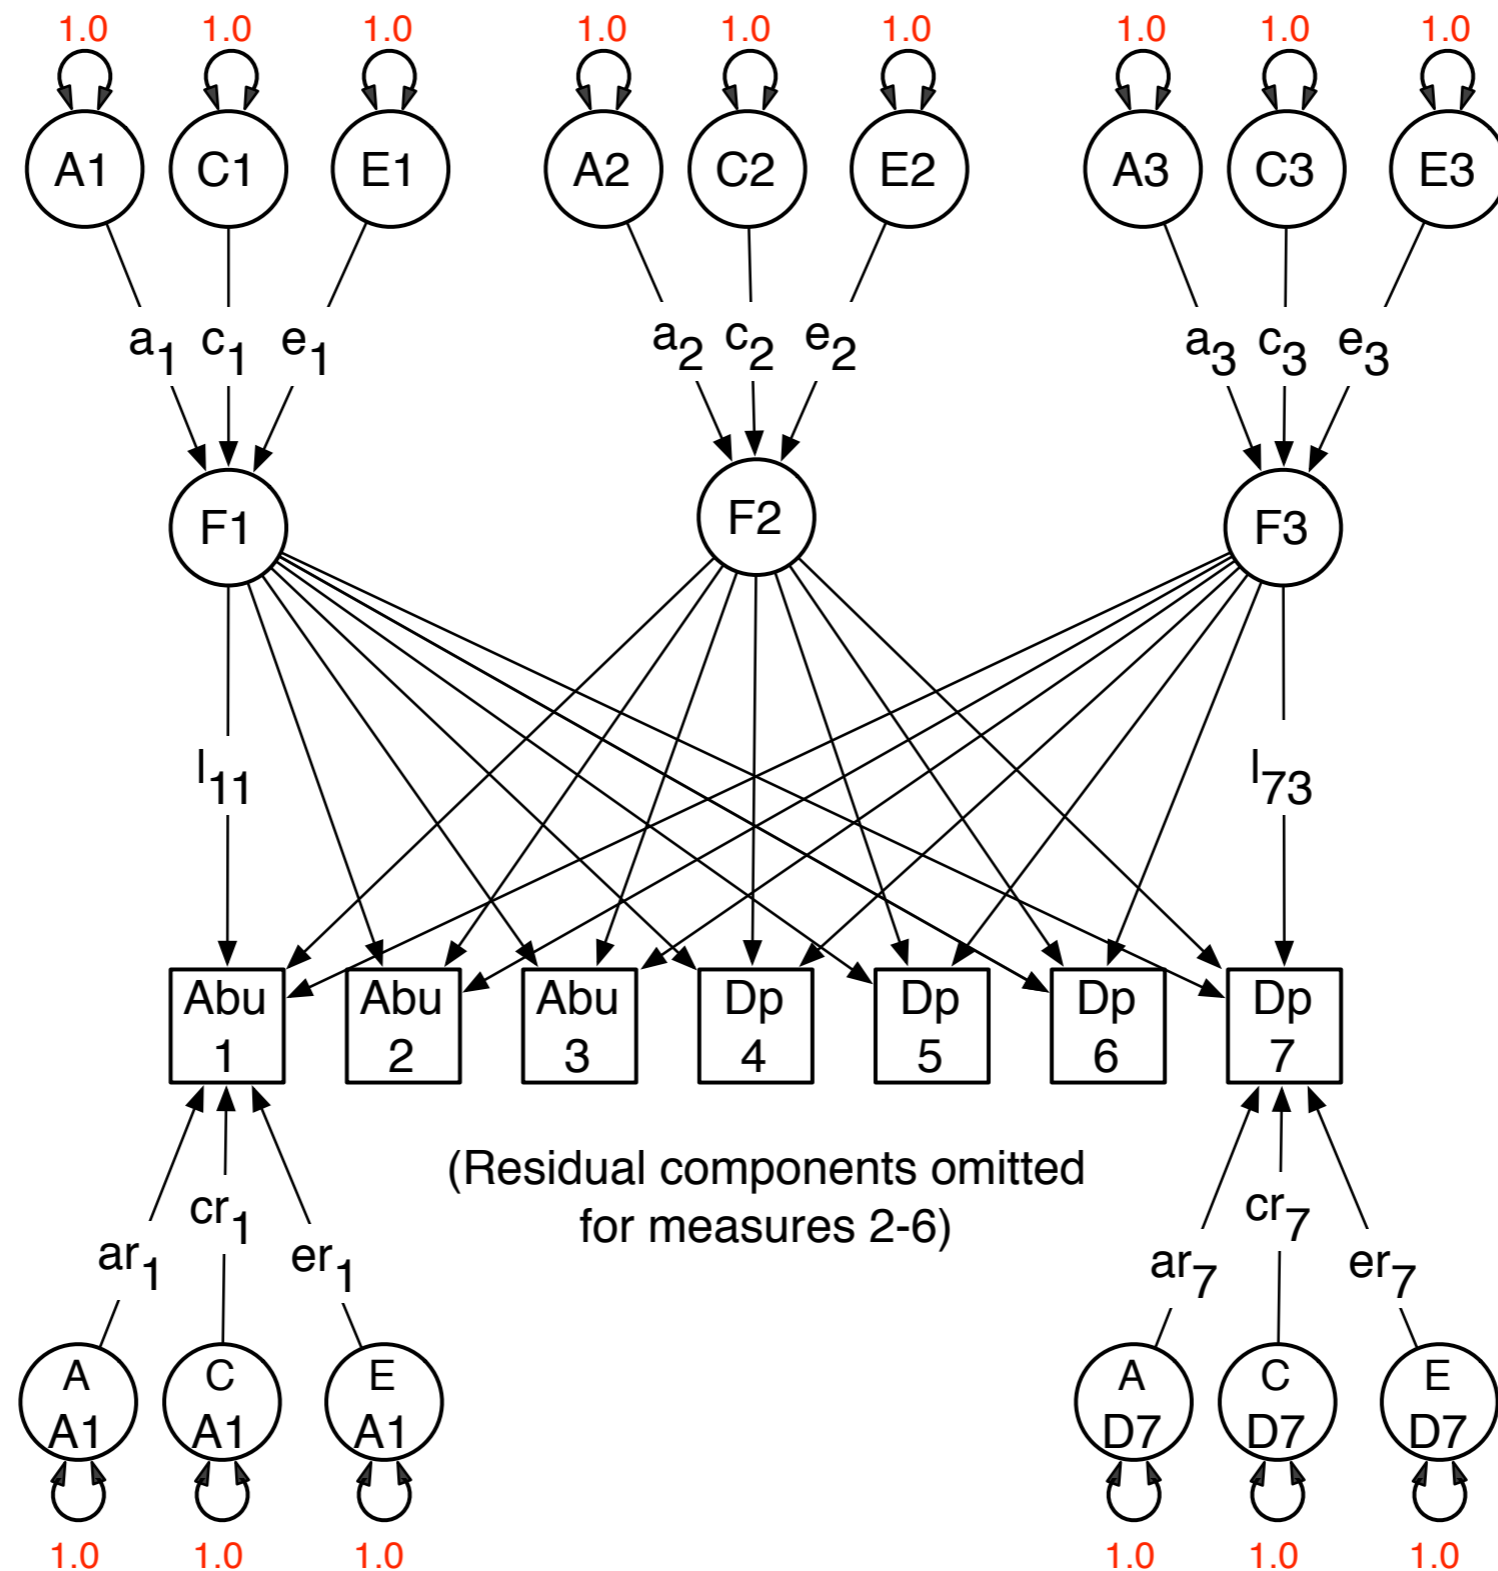 1.0 1.0 1.0 1.0 1.0 1.0 1.0 1.0 1.0
A1 C1 E1 A2 C2 E2 A3 C3 E3
a1 c1 e1 a2 c2 e2 a3 c3 e3
F1 F2 F3
l11 l73
Abu Abu Abu Dp Dp Dp Dp
1 2 3 4 5 6 7
(Residual components omitted
for measures 2-6)
ar1 cr1 er1 ar7 cr7 er7
A C E A C E
A1 A1 A1 D7 D7 D7
1.0 1.0 1.0 1.0 1.0 1.0